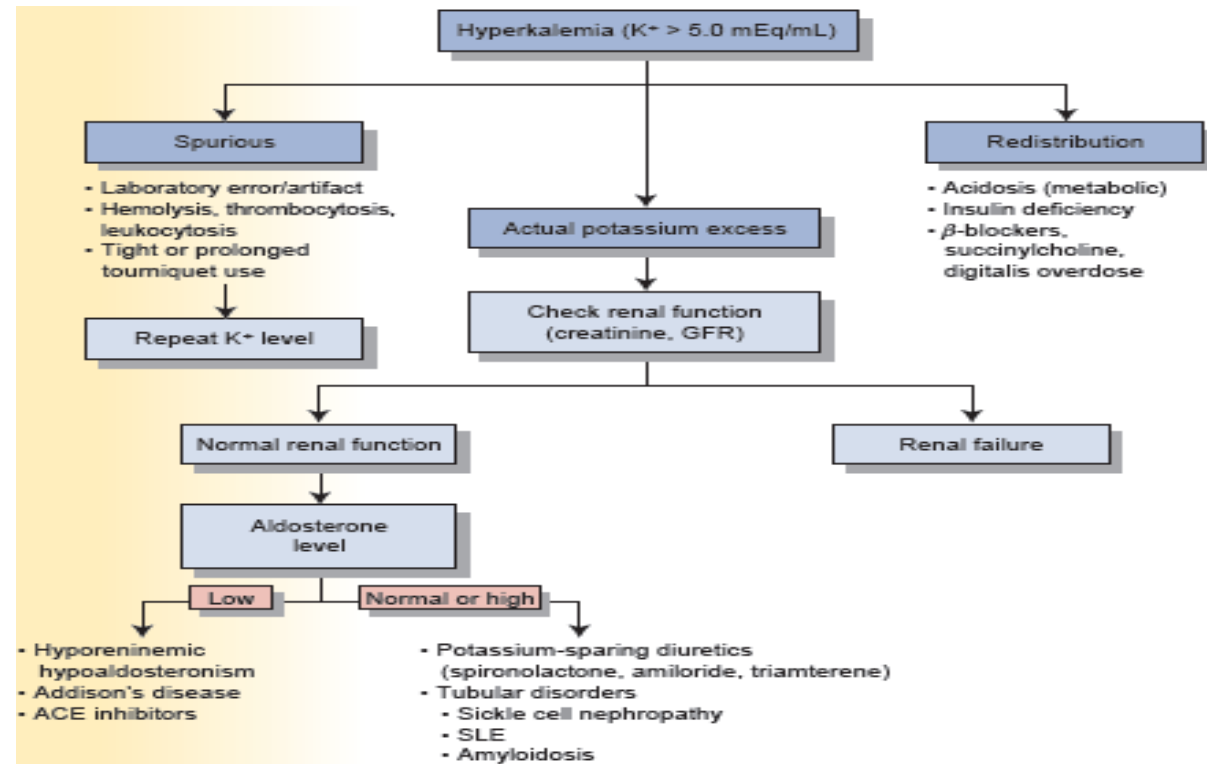 Hyperkalemia (K+ > 5.0 mEq/mL)
Spurious
- Laboratory error/artifact
- Hemolysis, thrombocytosis,
leukocytosis
- Tight or prolonged
tourniquet use
Repeat K+ level
Actual potassium excess
Check renal function
(creatinine, GFR)
Redistribution
- Acidosis (metabolic)
- Insulin deficiency
- β-blockers,
succinylcholine,
digitalis overdose
Normal renal function
Renal failure
Aldosterone
level
Low
- Hyporeninemic
hypoaldosteronism
- Addison's disease
- ACE inhibitors
Normal or high
- Potassium-sparing diuretics
(spironolactone, amiloride, triamterene)
- Tubular disorders
- Sickle cell nephropathy
- SLE
- Amyloidosis